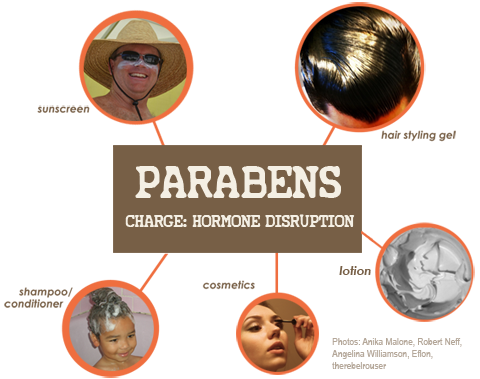 sunscreen
hair styling gel
PARABENS
CHARGE: HORMONE DISRUPTION
lotion
shampoo/
conditioner
cosmetics
Photos: Anika Malone, Robert Neff,
Angelina Williamson, Eflon,
therebelrouser